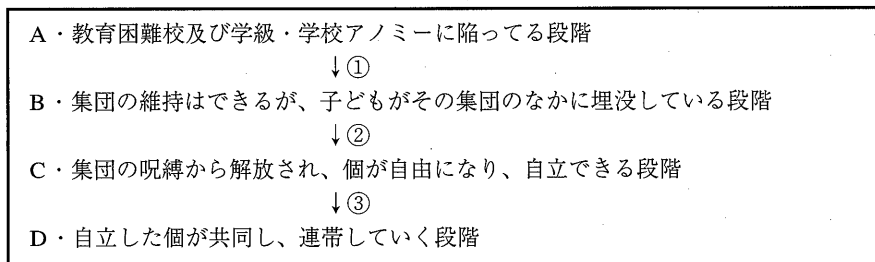 A・教育困難校及び学級・学校アノミーに陥ってる段階
↓①
B・集団の維持はできるが、子どもがその集団のなかに埋没している段階
↓②
C・集団の呪縛から解放され、個が自由になり、自立できる段階
↓③
D・自立した個が共同し、連帯していく段階